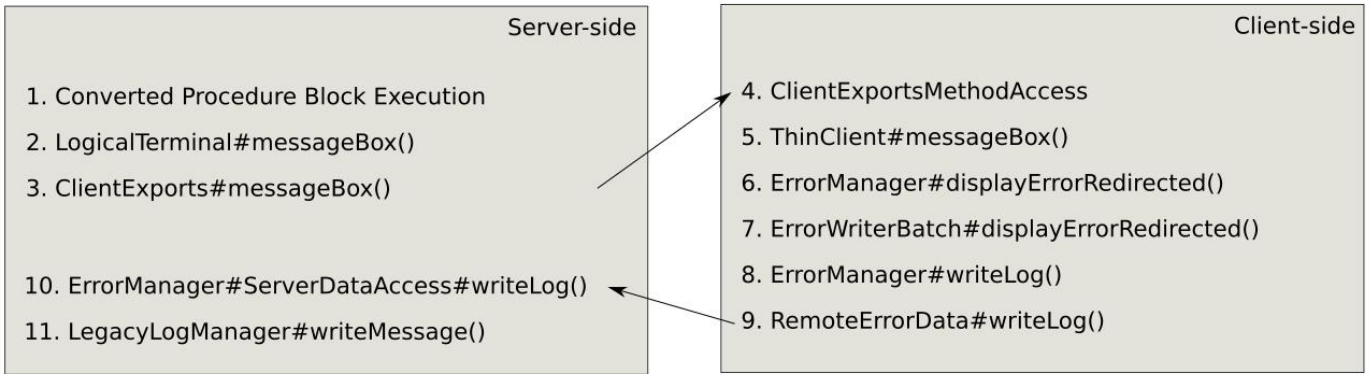 Server-side
1. Converted Procedure Block Execution
2. LogicalTerminal#messageBox()
3. ClientExports#messageBox()
10. ErrorManager#ServerDataAccess#writeLog()
11. LegacyLogManager#writeMessage()
Client-side
4. ClientExportsMethodAccess
5. ThinClient#messageBox()
6. ErrorManager#displayErrorRedirected()
7. ErrorWriterBatch#displayErrorRedirected()
8. ErrorManager#writeLog()
9. RemoteErrorData#writeLog()